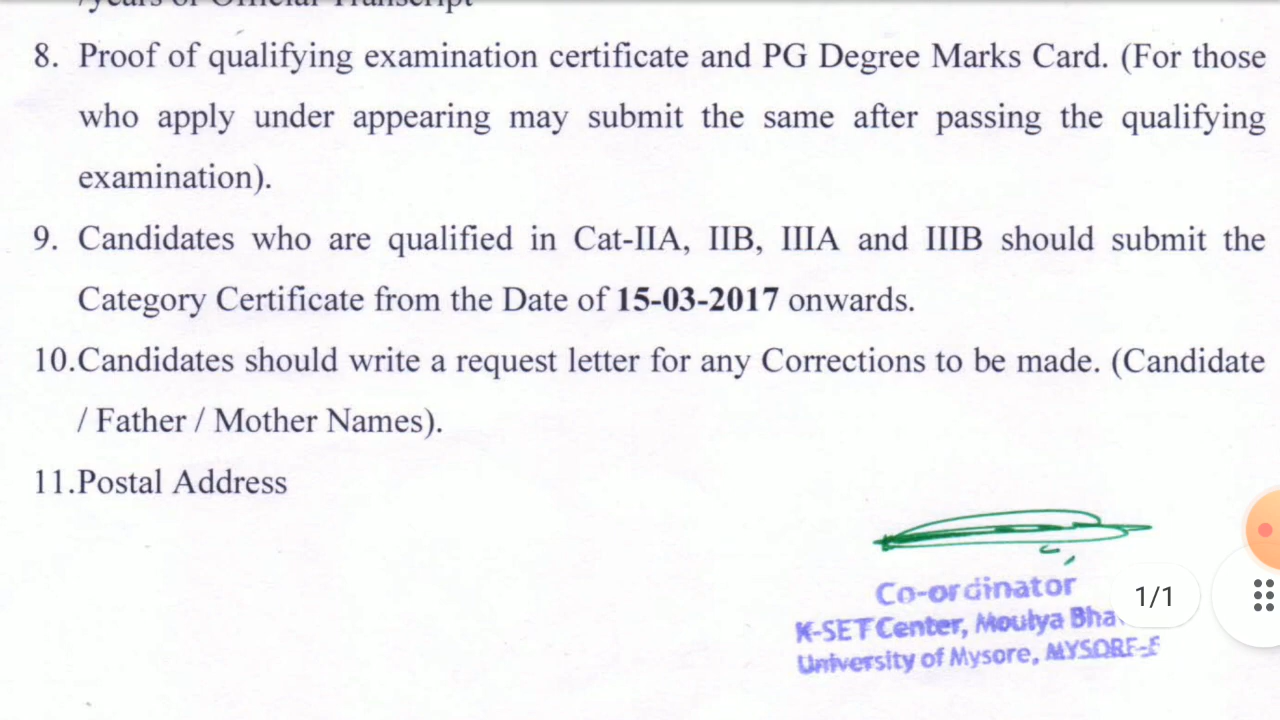 /years of Official Transcript
8. Proof of qualifying examination certificate and PG Degree Marks Card. (For those
who apply under appearing may submit the same after passing the qualifying
examination).
9. Candidates who are qualified in Cat-IIA, IIB, IIIA and IIIB should submit the
Category Certificate from the Date of 15-03-2017 onwards.
10.Candidates should write a request letter for any Corrections to be made. (Candidate
/ Father / Mother Names).
11.Postal Address
Co-ordinator
1/1
K-SET Center, Moulya
University of Mysore,